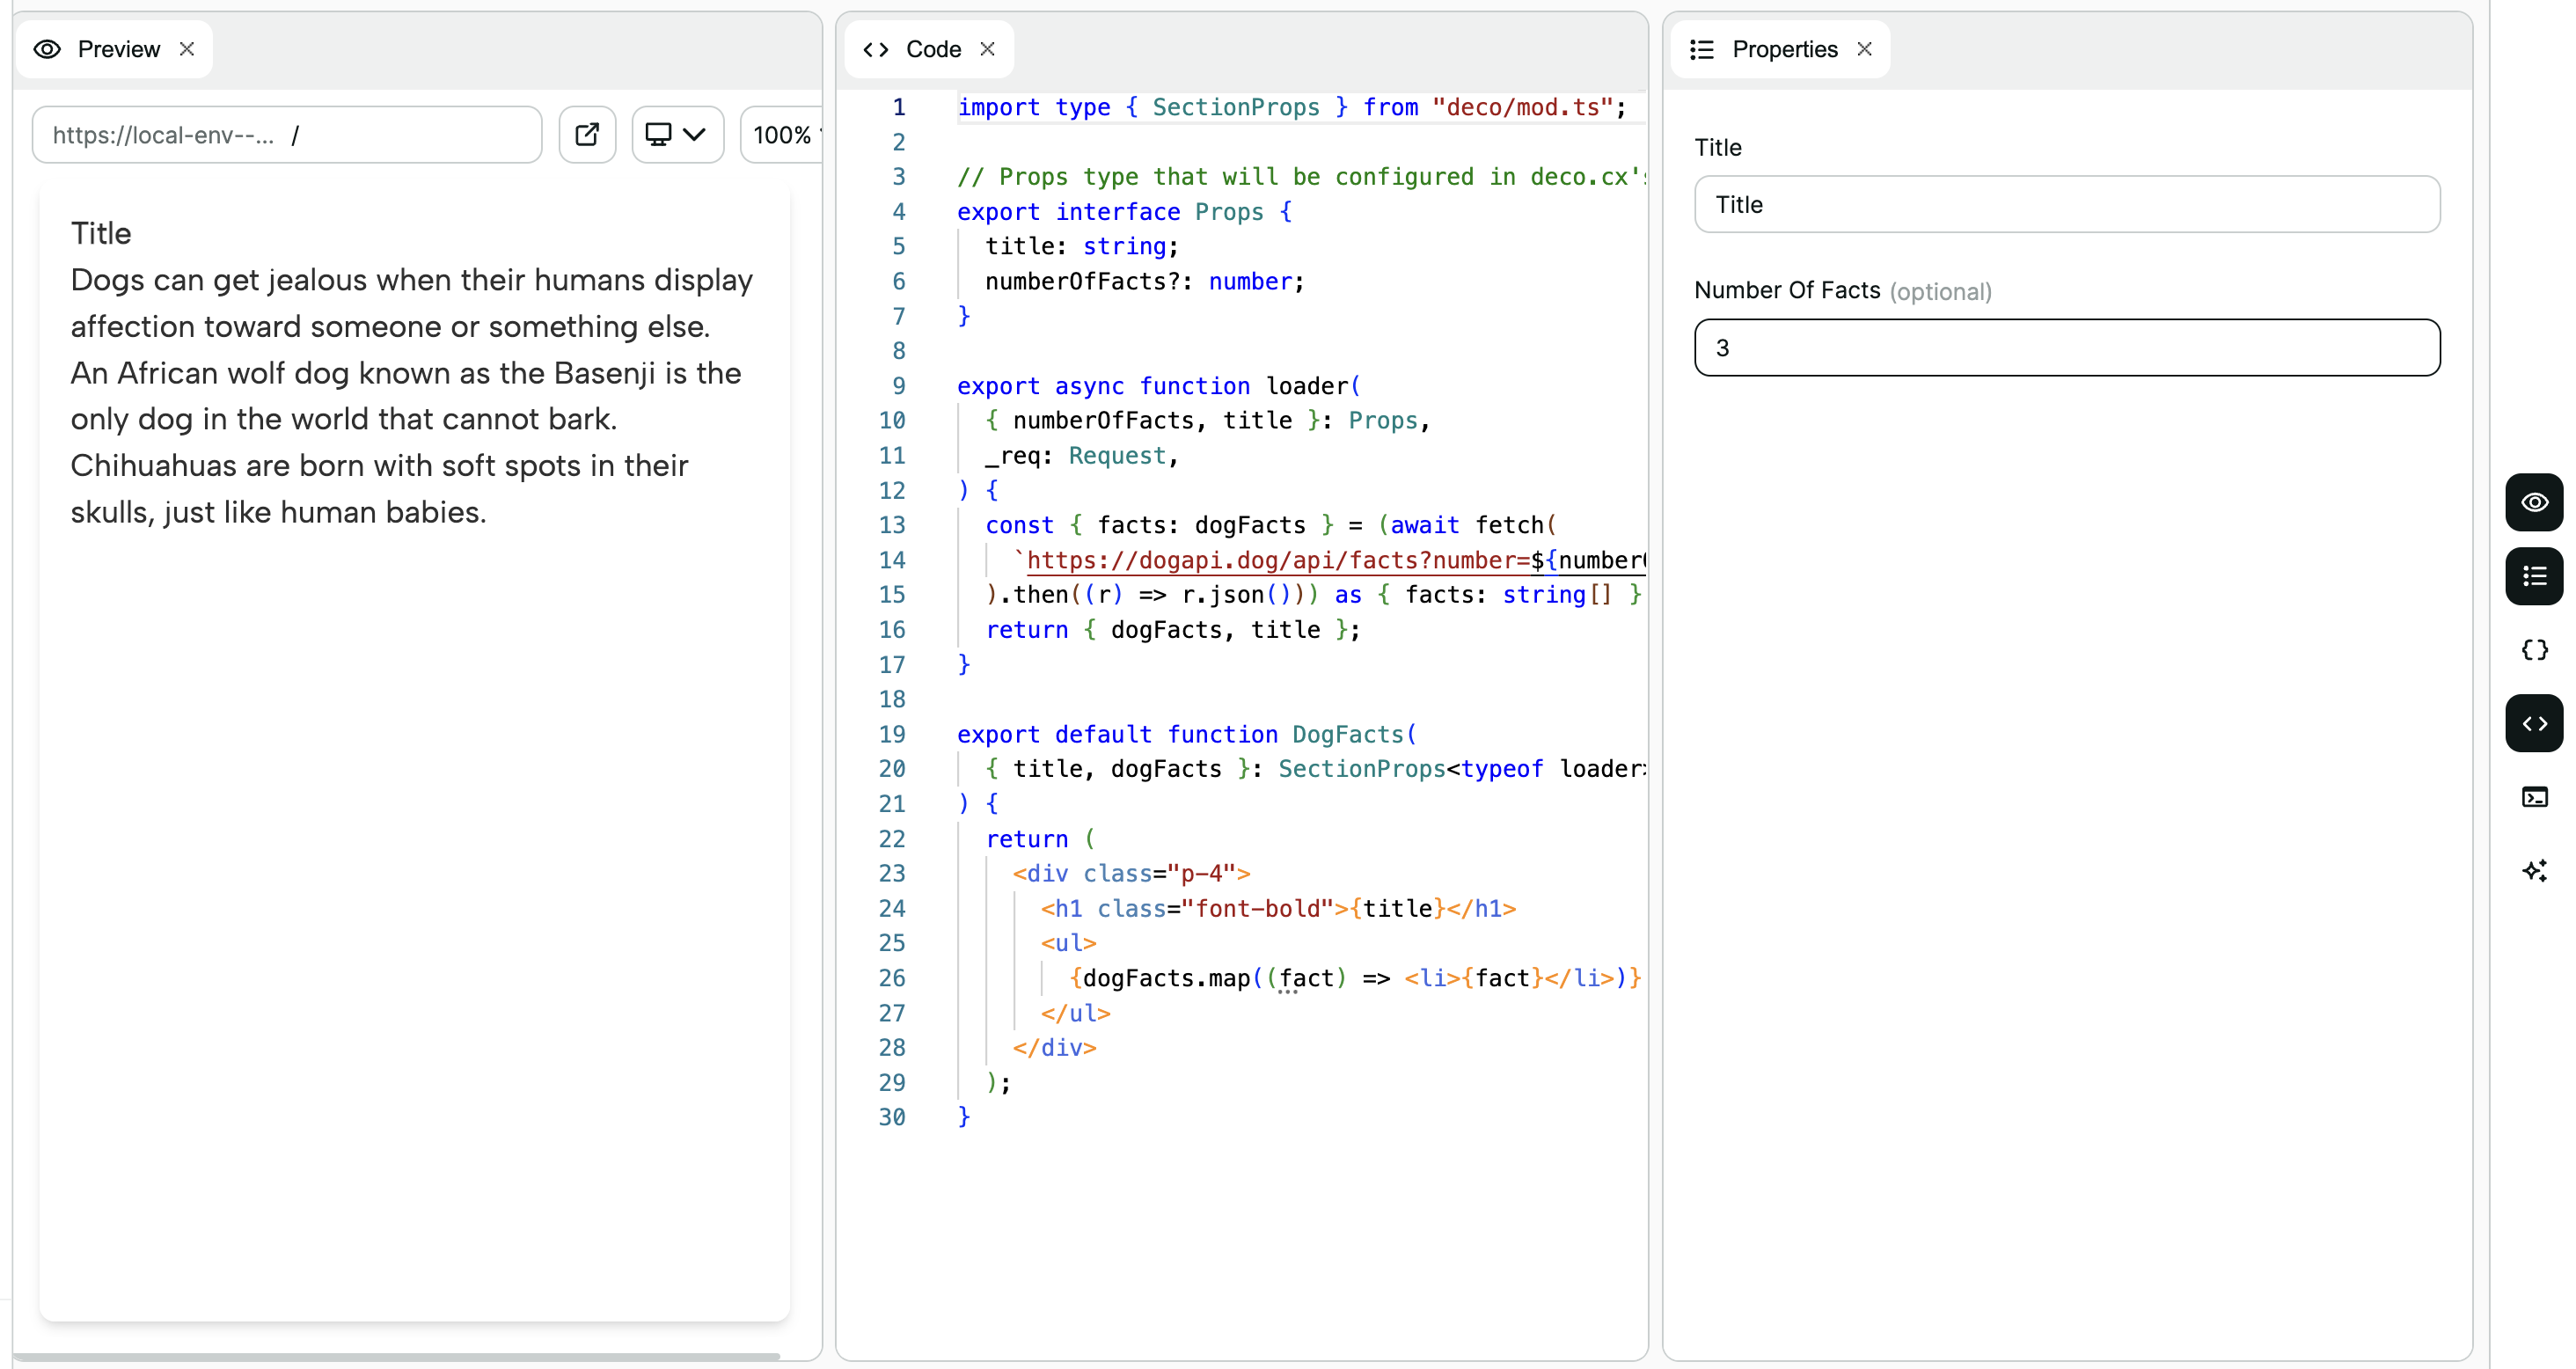 Preview
https://local-env--... /
100%
Title
Dogs can get jealous when their humans display
affection toward someone or something else.
An African wolf dog known as the Basenji is the
only dog in the world that cannot bark.
Chihuahuas are born with soft spots in their
skulls, just like human babies.
Code
1 import type { SectionProps } from "deco/mod.ts";
2
3 // Props type that will be configured in deco.cx's
4 export interface Props {
5 title: string;
6 numberOfFacts?: number;
7 }
8
9 export async function loader(
10 { numberOfFacts, title }: Props,
11 _req: Request,
12 ) {
13 const { facts: dogFacts } = (await fetch(
14 `https://dogapi.dog/api/facts?number=${number
15 ).then((r) => r.json())) as { facts: string[] }
16 return { dogFacts, title };
17 }
18
19 export default function DogFacts(
20 { title, dogFacts }: SectionProps<typeof loader>
21 ) {
22 return (
23 <div class="p-4">
24 <h1 class="font-bold">{title}</h1>
25 <ul>
26 {dogFacts.map((fact) => <li>{fact}</li>)}
27 </ul>
28 </div>
29 );
30 }
Properties
Title
Title
Number Of Facts (optional)
3